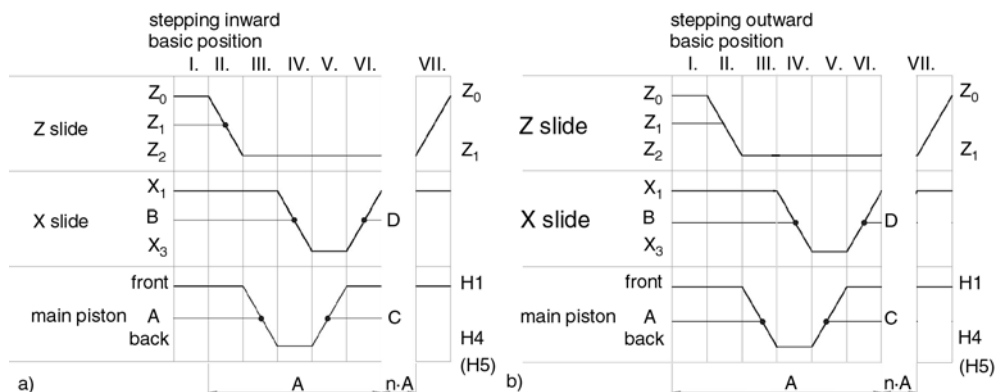 stepping inward
basic position
I. II. III. IV. V. VI. VII.
Z0 Z0
Z slide Z1
Z2 Z1
X1
X slide B D
X3
front H1
main piston A C
back H4
(H5)
a) A n·A
stepping outward
basic position
I. II. III. IV. V. VI. VII.
Z0 Z0
Z slide Z1
Z2 Z1
X1
X slide B D
X3
front H1
main piston A C
back H4
(H5)
b) A n·A